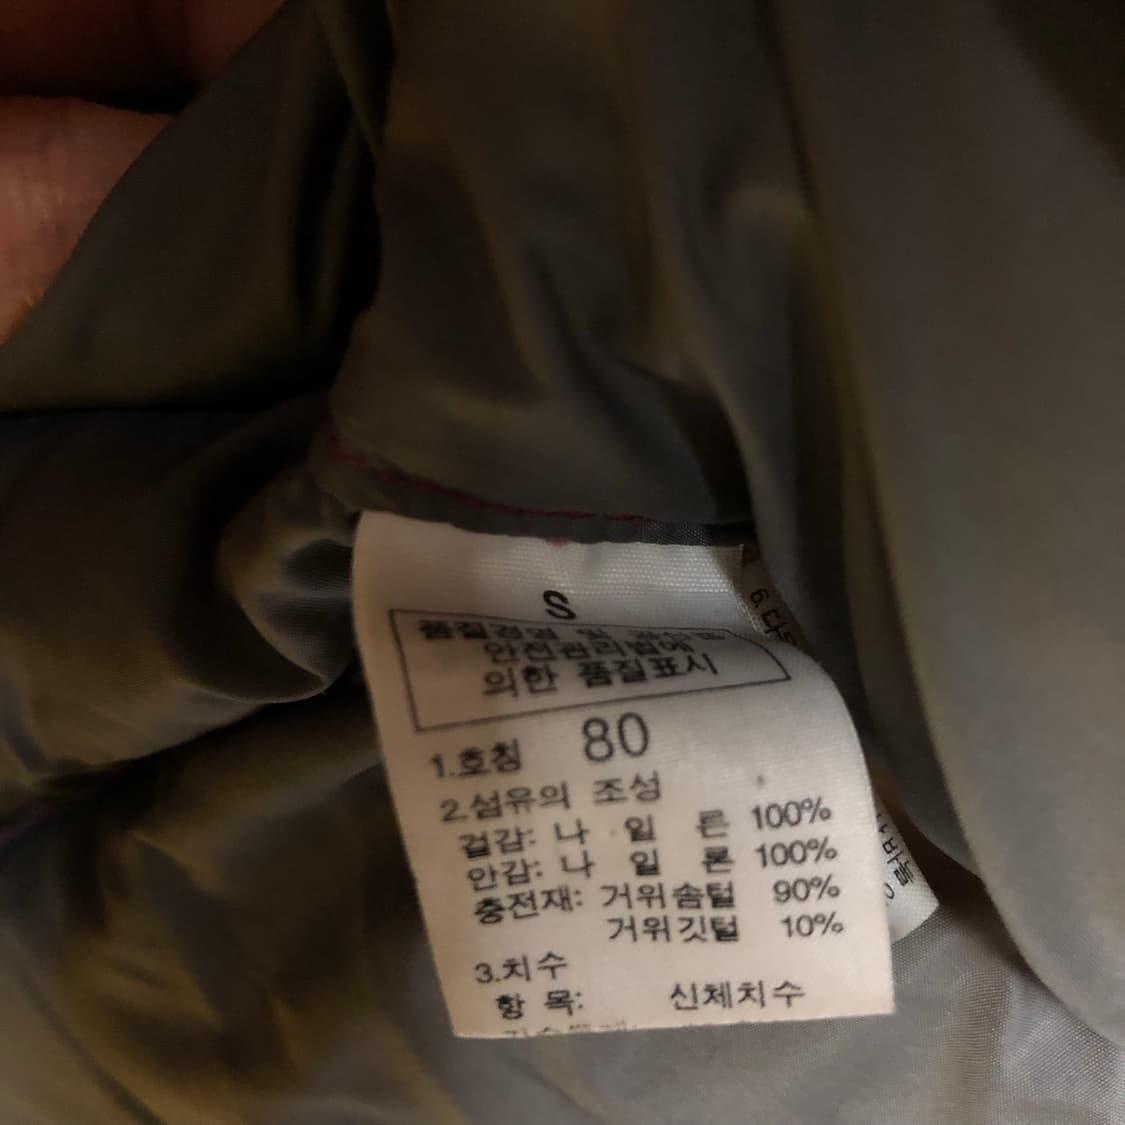 S
품질경영 및 공산품
안전관리법에
의한 품질표시
1.호칭 80
2.섬유의 조성
겉감: 나 일 론 100%
안감: 나 일 론 100%
충전재: 거위솜털 90%
거위깃털 10%
3.치수
항 목: 신체치수